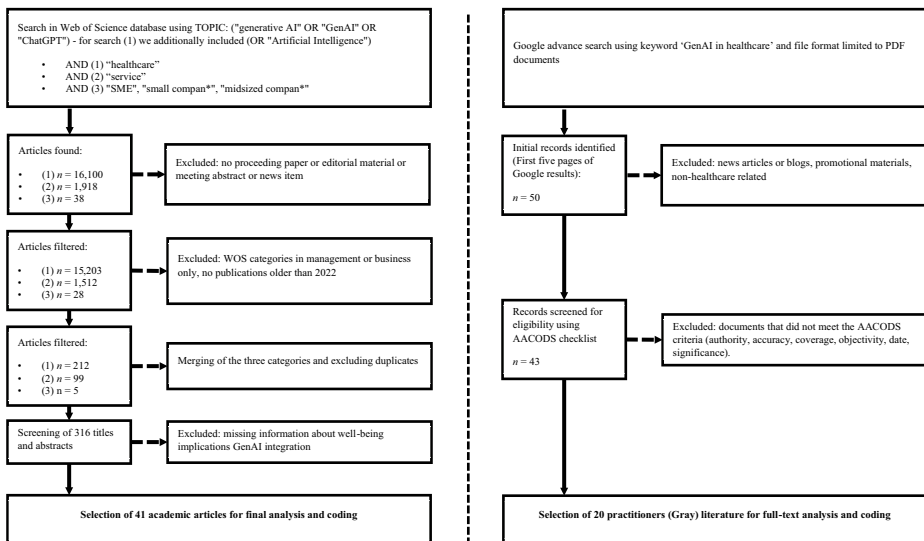 Search in Web of Science database using TOPIC: ("generative AI" OR "GenAI" OR
"ChatGPT") - for search (1) we additionally included (OR "Artificial Intelligence")
• AND (1) "healthcare"
• AND (2) "service"
• AND (3) "SME", "small compan*", "midsized compan*"
Articles found:
• (1) n = 16,100
• (2) n = 1,918
• (3) n = 38
Excluded: no proceeding paper or editorial material or
meeting abstract or news item
Articles filtered:
• (1) n = 15,203
• (2) n = 1,512
• (3) n = 28
Excluded: WOS categories in management or business
only, no publications older than 2022
Articles filtered:
• (1) n = 212
• (2) n = 99
• (3) n = 5
Merging of the three categories and excluding duplicates
Screening of 316 titles
and abstracts
Excluded: missing information about well-being
implications GenAI integration
Selection of 41 academic articles for final analysis and coding
Google advance search using keyword 'GenAI in healthcare' and file format limited to PDF
documents
Initial records identified
(First five pages of
Google results):
n = 50
Excluded: news articles or blogs, promotional materials,
non-healthcare related
Records screened for
eligibility using
AACODS checklist
n = 43
Excluded: documents that did not meet the AACODS
criteria (authority, accuracy, coverage, objectivity, date,
significance).
Selection of 20 practitioners (Gray) literature for full-text analysis and coding